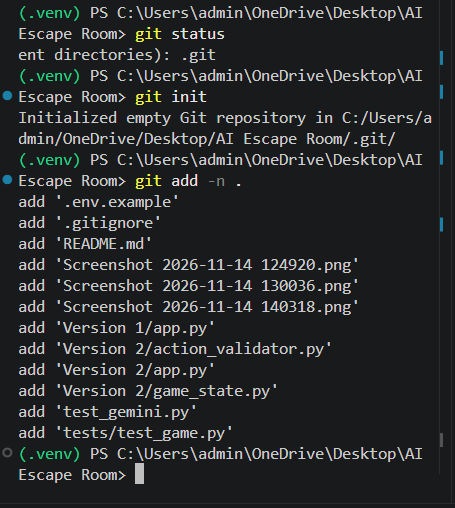 (.venv) PS C:\Users\admin\OneDrive\Desktop\AI
Escape Room> git status
ent directories): .git
(.venv) PS C:\Users\admin\OneDrive\Desktop\AI
Escape Room> git init
Initialized empty Git repository in C:/Users/a
dmin/OneDrive/Desktop/AI Escape Room/.git/
(.venv) PS C:\Users\admin\OneDrive\Desktop\AI
Escape Room> git add -n .
add '.env.example'
add '.gitignore'
add 'README.md'
add 'Screenshot 2026-11-14 124920.png'
add 'Screenshot 2026-11-14 130036.png'
add 'Screenshot 2026-11-14 140318.png'
add 'Version 1/app.py'
add 'Version 2/action_validator.py'
add 'Version 2/app.py'
add 'Version 2/game_state.py'
add 'test_gemini.py'
add 'tests/test_game.py'
(.venv) PS C:\Users\admin\OneDrive\Desktop\AI
Escape Room>